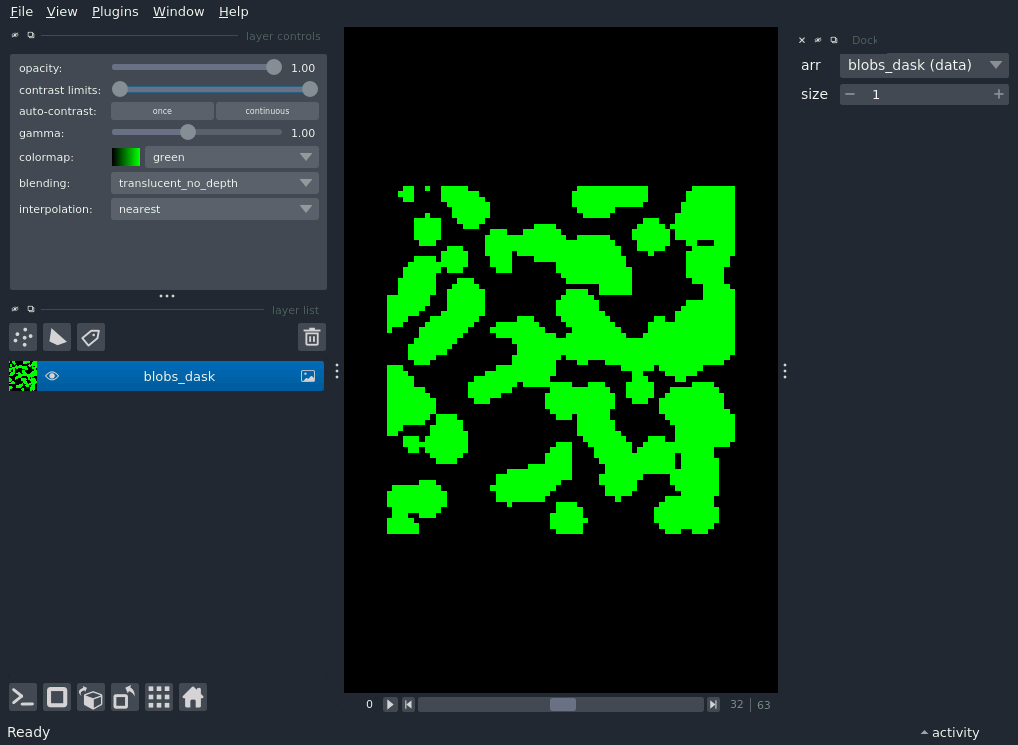 File View Plugins Window Help
layer controls
opacity: 1.00
contrast limits:
auto-contrast: once continuous
gamma: 1.00
colormap: green
blending: translucent_no_depth
interpolation: nearest
layer list
blobs_dask
Ready
0 32 | 63
Dock
arr blobs_dask (data)
size 1
activity